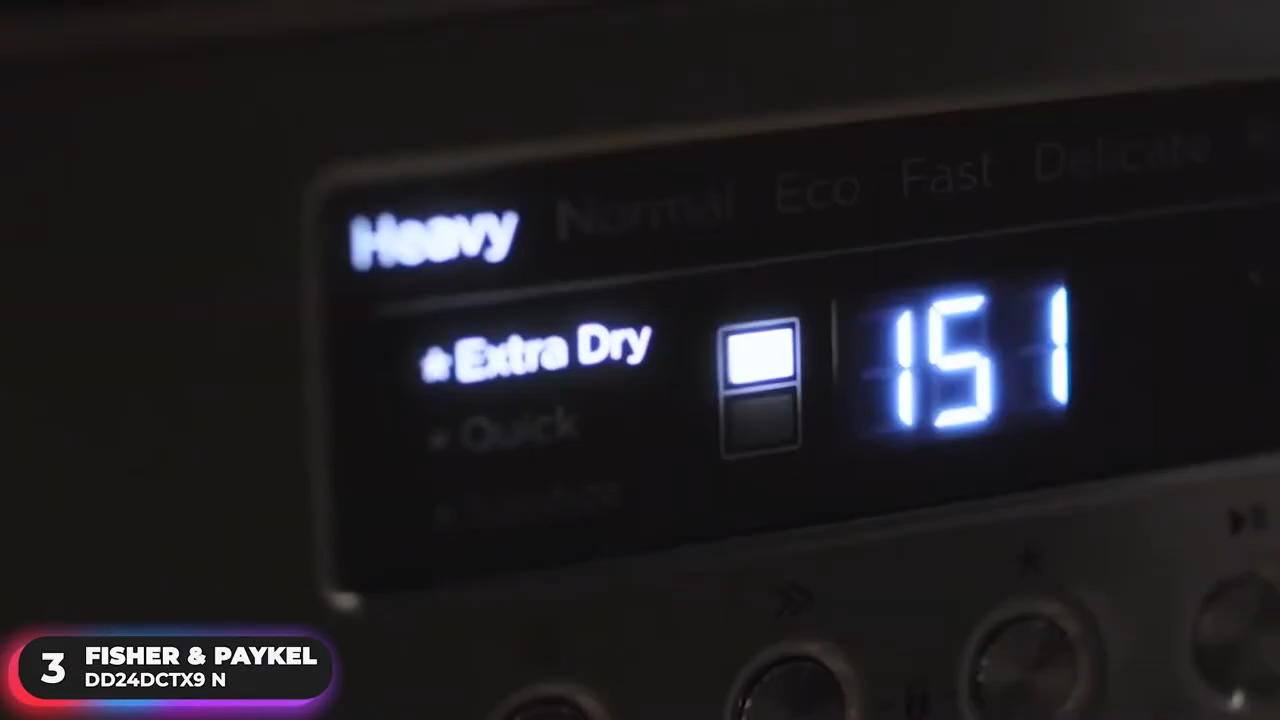 Heavy Normal Eco Fast Delicate
★ Extra Dry
★ Quick
151
3 FISHER & PAYKEL
DD24DCTX9 N